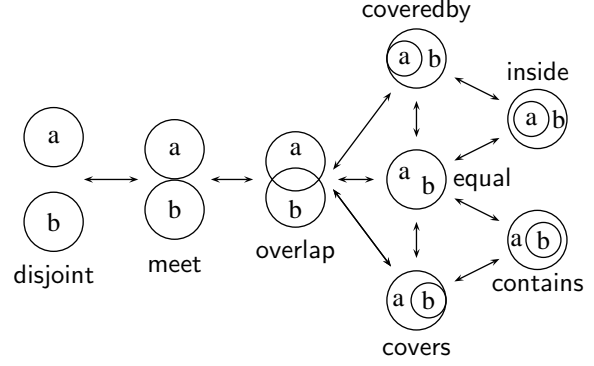 coveredby
a b
inside
a b
a
a
a
a
b
equal
b
b
b
a b
disjoint
meet
overlap
contains
a b
covers